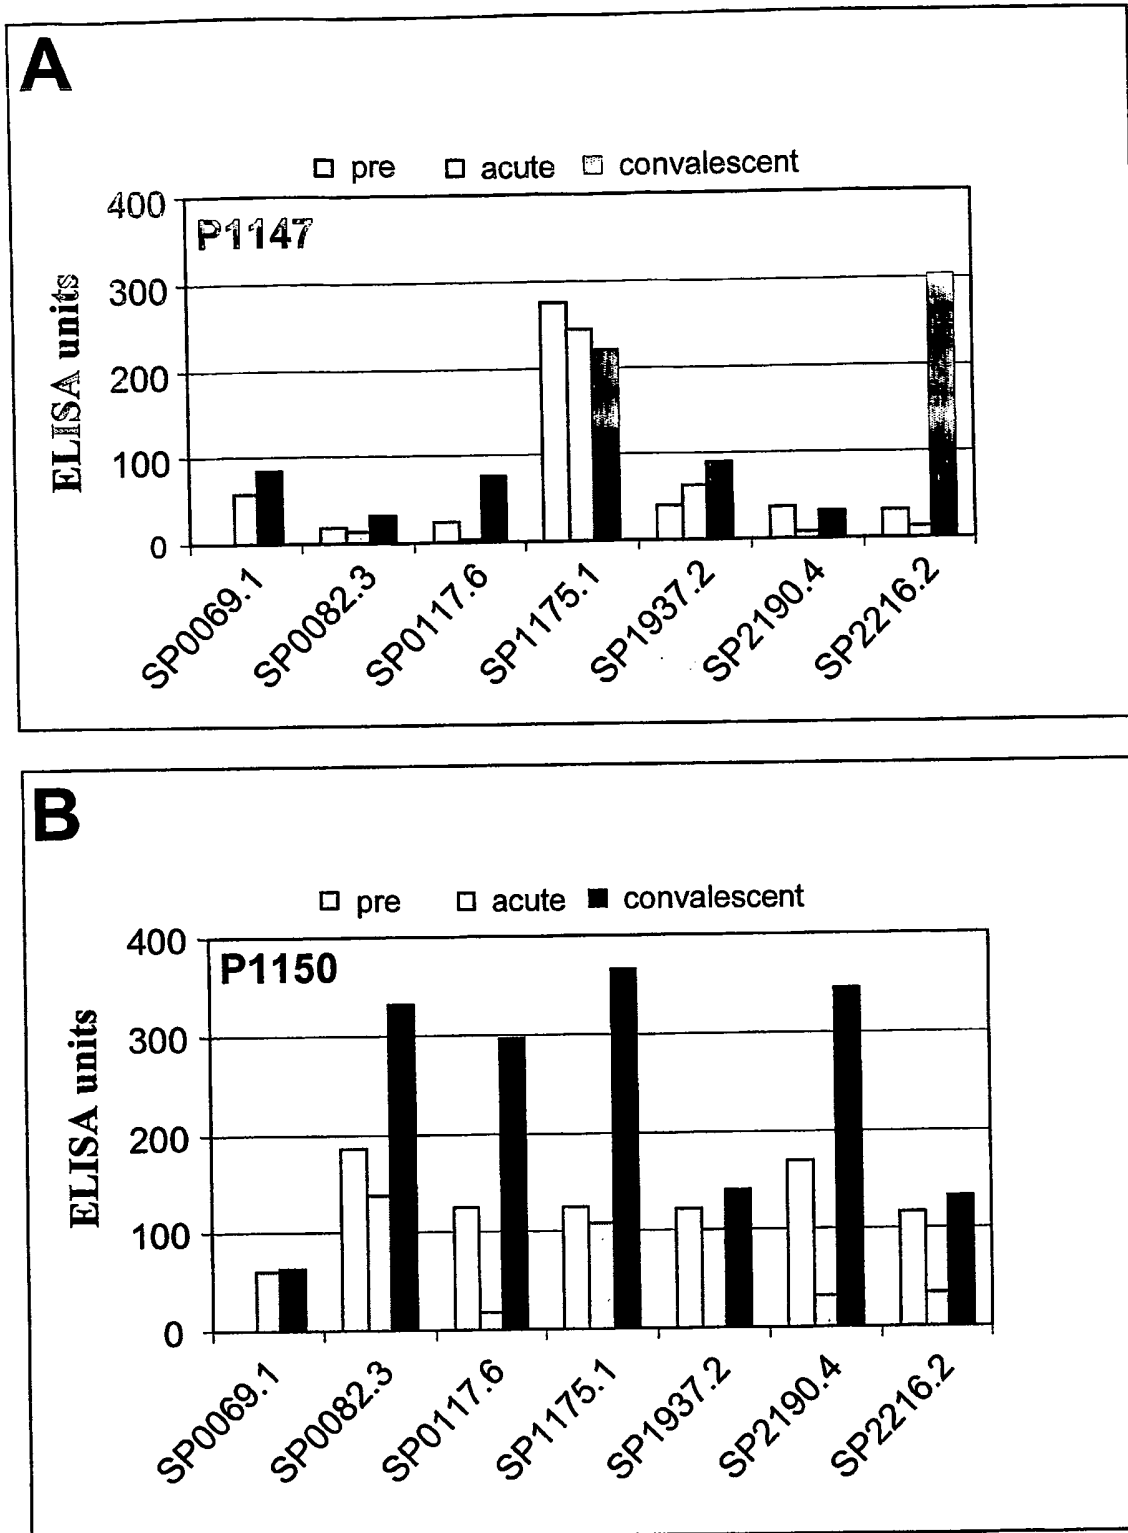 A
pre acute convalescent
400
P1147
300
200
100
0
ELISA units
SP0069.1
SP0082.3
SP0117.6
SP1175.1
SP1937.2
SP2190.4
SP2216.2
B
pre acute convalescent
400
P1150
300
200
100
0
ELISA units
SP0069.1
SP0082.3
SP0117.6
SP1175.1
SP1937.2
SP2190.4
SP2216.2